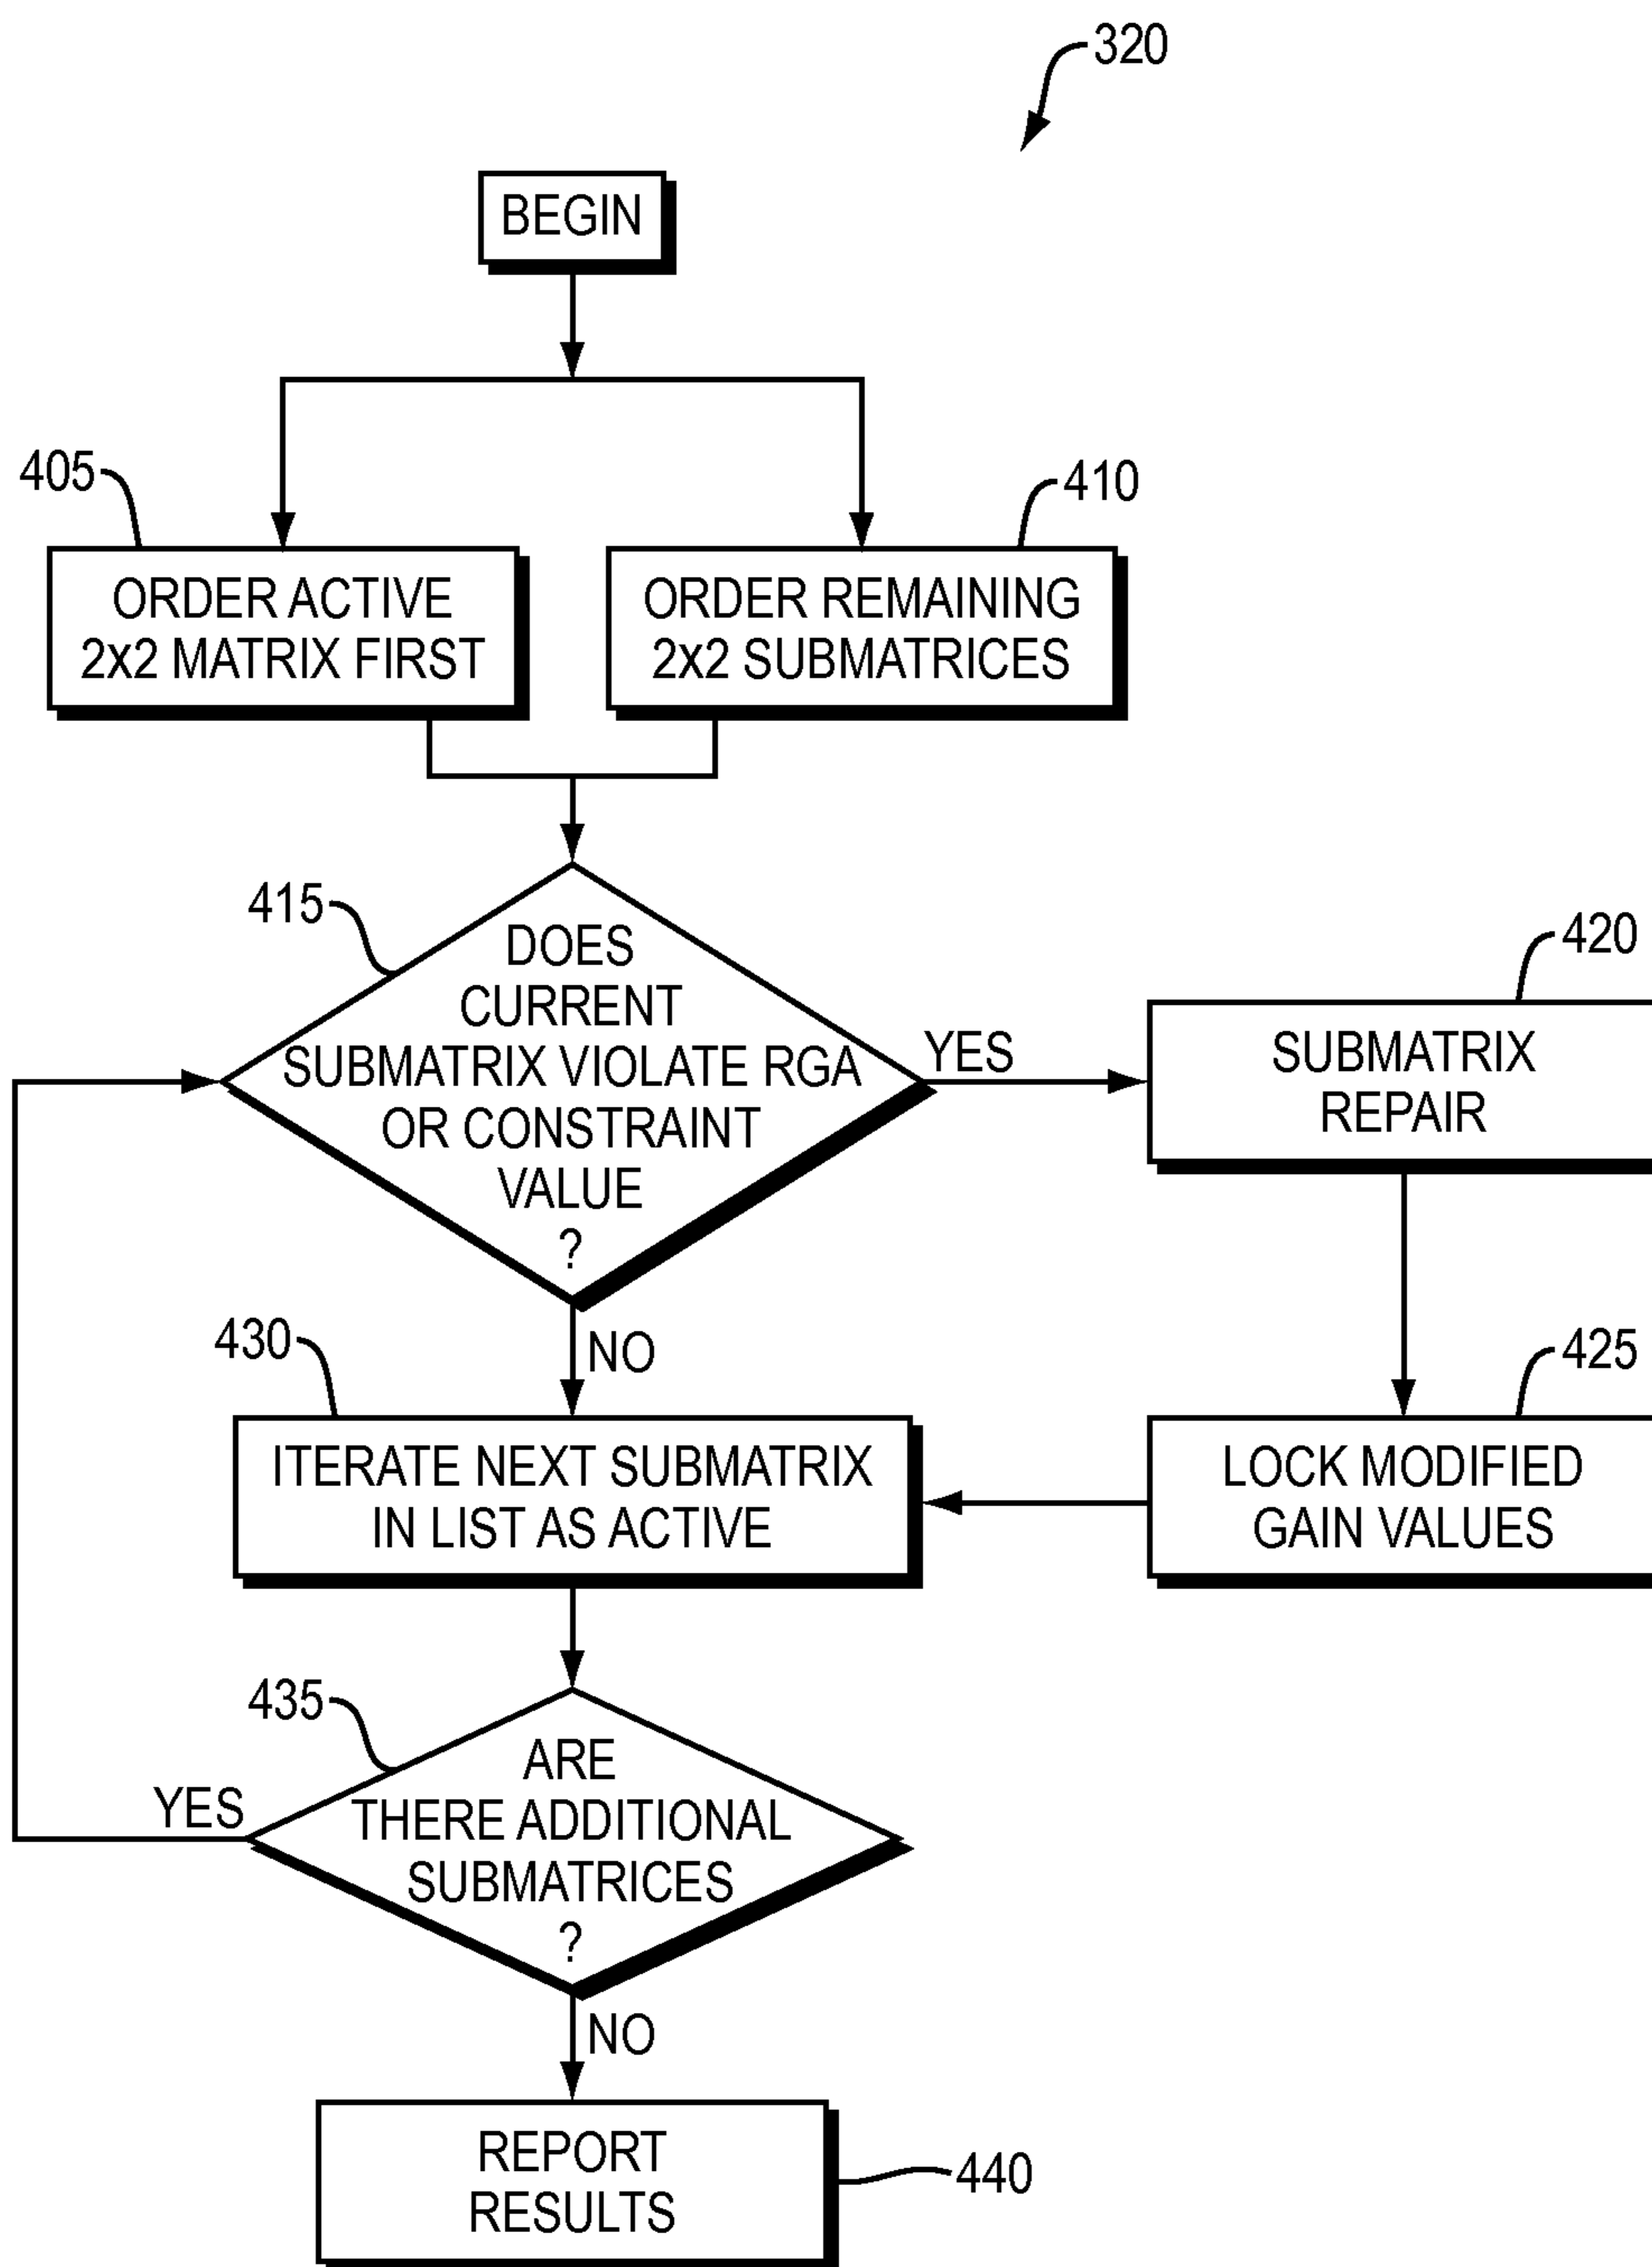 320
BEGIN
405
410
ORDER ACTIVE
2x2 MATRIX FIRST
ORDER REMAINING
2x2 SUBMATRICES
415
DOES
CURRENT
SUBMATRIX VIOLATE RGA
OR CONSTRAINT
VALUE
?
YES
420
SUBMATRIX
REPAIR
NO
425
LOCK MODIFIED
GAIN VALUES
430
ITERATE NEXT SUBMATRIX
IN LIST AS ACTIVE
435
ARE
THERE ADDITIONAL
SUBMATRICES
?
YES
NO
REPORT
RESULTS
440